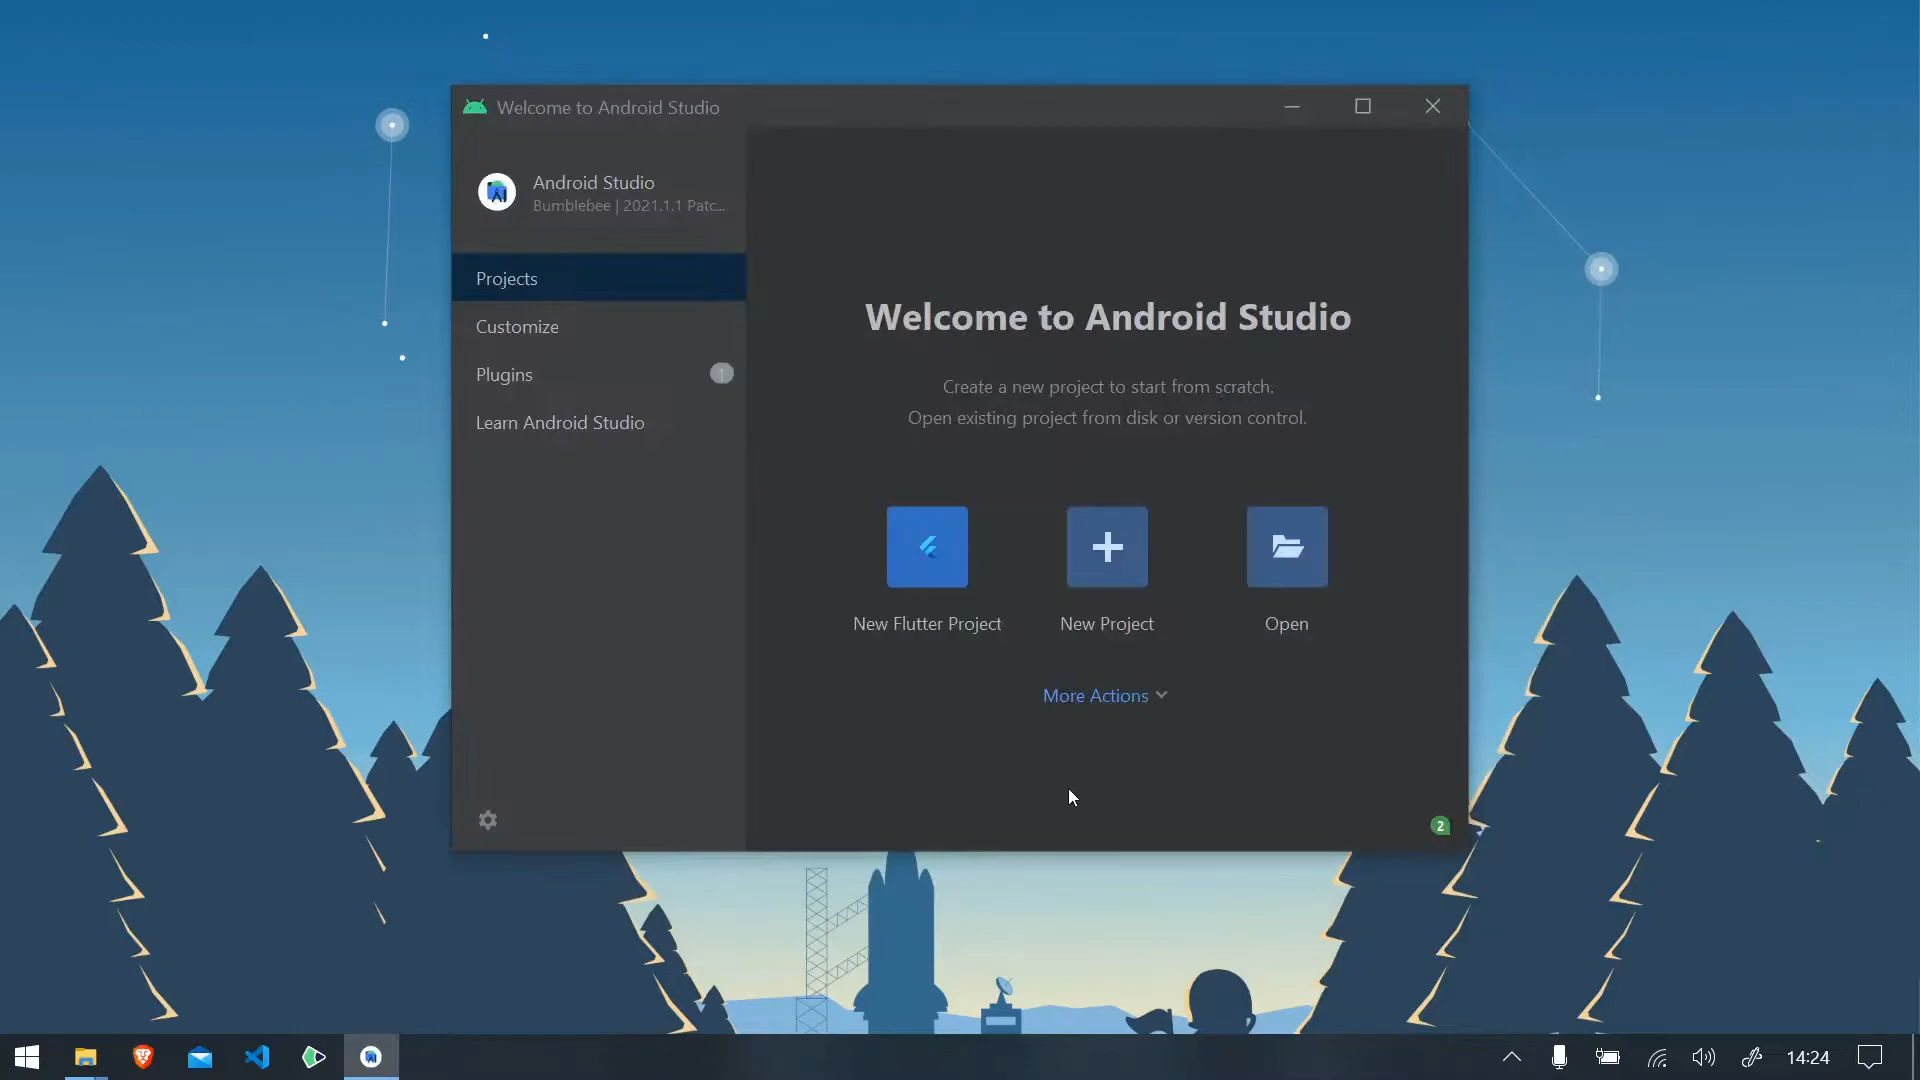 Welcome to Android Studio
Android Studio
Bumblebee | 2021.1.1 Patc...
Projects
Customize
Plugins
1
Learn Android Studio
Welcome to Android Studio
Create a new project to start from scratch.
Open existing project from disk or version control.
New Flutter Project
New Project
Open
More Actions
2
14:24